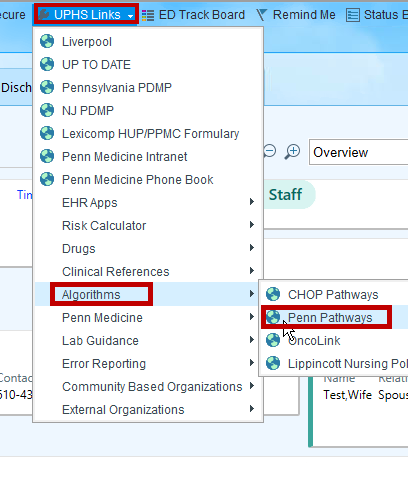 ecure UPHS Links ED Track Board Remind Me Status E
Liverpool
Disch
UP TO DATE
Pennsylvania PDMP
NJ PDMP
Lexicomp HUP/PPMC Formulary
Penn Medicine Intranet
Overview
Penn Medicine Phone Book
Tim
Staff
EHR Apps
Risk Calculator
Drugs
Clinical References
Algorithms
CHOP Pathways
Penn Medicine
Penn Pathways
Lab Guidance
OncoLink
Error Reporting
Lippincott Nursing Pol
Contac
Name Relati
Community Based Organizations
510-43
Test,Wife Spous
External Organizations